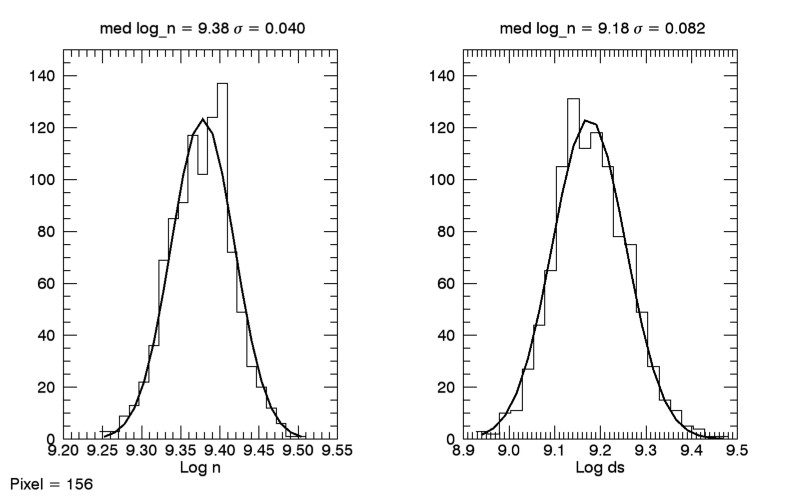 med log_n = 9.38 σ = 0.040
med log_n = 9.18 σ = 0.082
140
120
100
80
60
40
20
0
9.20 9.25 9.30 9.35 9.40 9.45 9.50 9.55
Log n
140
120
100
80
60
40
20
0
8.9 9.0 9.1 9.2 9.3 9.4 9.5
Log ds
Pixel = 156